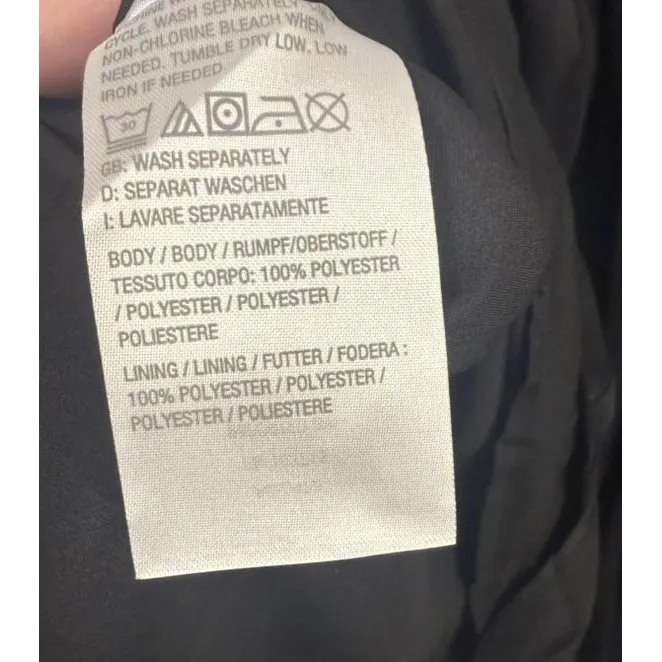 CYCLE. WASH SEPARATELY. ONLY
NON-CHLORINE BLEACH WHEN
NEEDED. TUMBLE DRY LOW. LOW
IRON IF NEEDED
30
GB: WASH SEPARATELY
D: SEPARAT WASCHEN
I: LAVARE SEPARATAMENTE
BODY / BODY / RUMPF/OBERSTOFF /
TESSUTO CORPO: 100% POLYESTER
/ POLYESTER / POLYESTER /
POLIESTERE
LINING / LINING / FUTTER / FODERA :
100% POLYESTER / POLYESTER /
POLYESTER / POLIESTERE